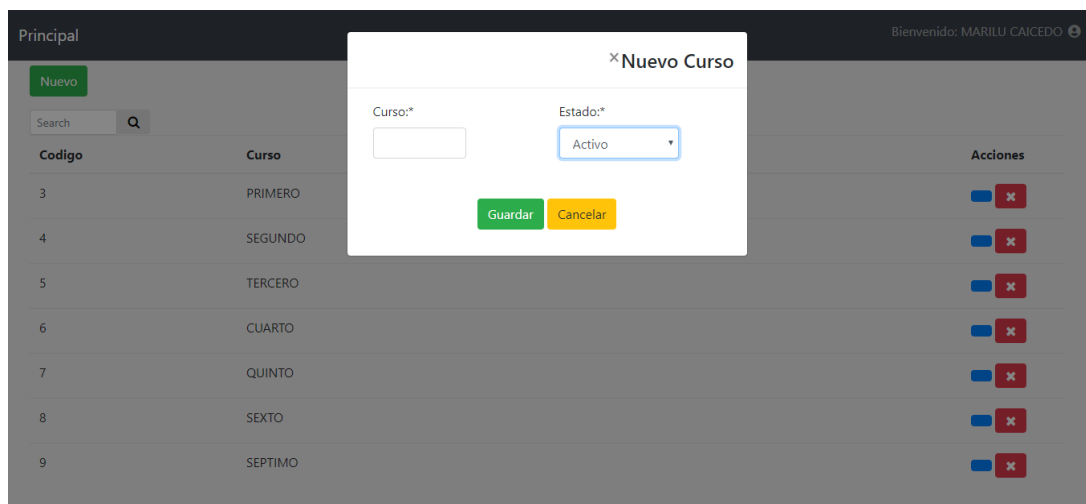 Principal
Bienvenido: MARILU CAICEDO
Nuevo
Search
Codigo Curso Acciones
3 PRIMERO
4 SEGUNDO
5 TERCERO
6 CUARTO
7 QUINTO
8 SEXTO
9 SEPTIMO
×Nuevo Curso
Curso:* Estado:*
Activo
Guardar Cancelar